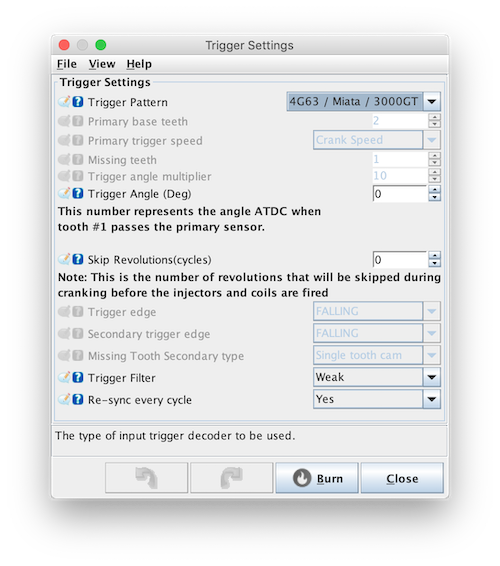 Trigger Settings
File View Help
Trigger Settings
Trigger Pattern 4G63 / Miata / 3000GT
Primary base teeth 2
Primary trigger speed Crank Speed
Missing teeth 1
Trigger angle multiplier 10
Trigger Angle (Deg) 0
This number represents the angle ATDC when
tooth #1 passes the primary sensor.
Skip Revolutions(cycles) 0
Note: This is the number of revolutions that will be skipped during
cranking before the injectors and coils are fired
Trigger edge FALLING
Secondary trigger edge FALLING
Missing Tooth Secondary type Single tooth cam
Trigger Filter Weak
Re-sync every cycle Yes
The type of input trigger decoder to be used.
Burn Close